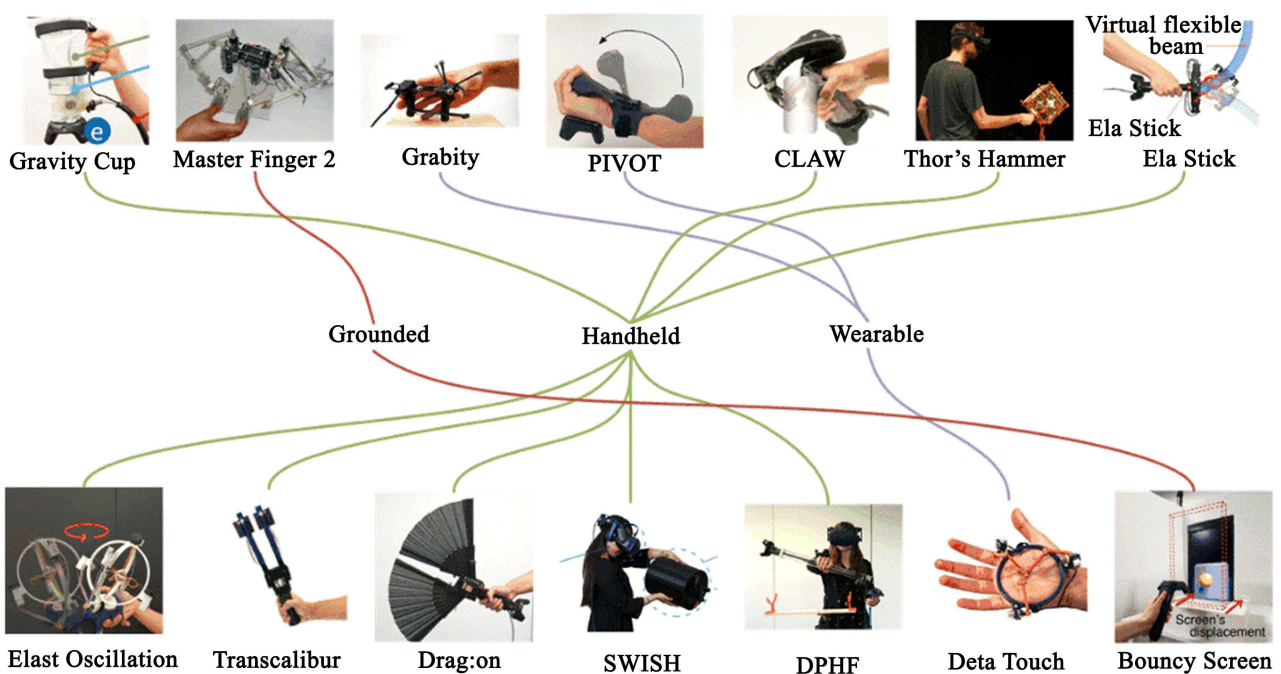 Virtual flexible
beam
e
Ela Stick
Gravity Cup
Master Finger 2
Grabity
PIVOT
CLAW
Thor's Hammer
Ela Stick
Grounded
Handheld
Wearable
Screen's
displacement
Elast Oscillation
Transcalibur
Drag:on
SWISH
DPHF
Deta Touch
Bouncy Screen